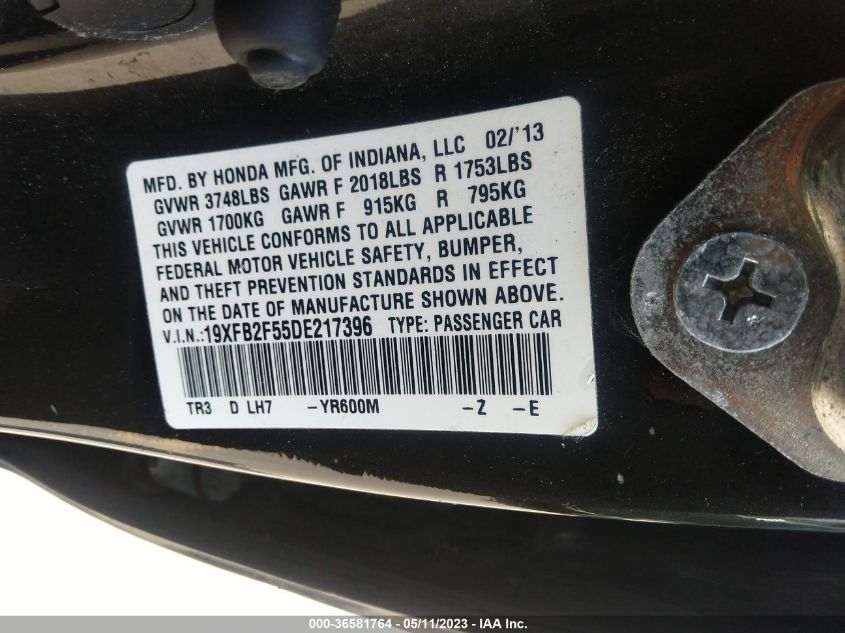 MFD. BY HONDA MFG. OF INDIANA, LLC 02/'13
GVWR 3748LBS GAWR F 2018LBS R 1753LBS
GVWR 1700KG GAWR F 915KG R 795KG
THIS VEHICLE CONFORMS TO ALL APPLICABLE
FEDERAL MOTOR VEHICLE SAFETY, BUMPER,
AND THEFT PREVENTION STANDARDS IN EFFECT
ON THE DATE OF MANUFACTURE SHOWN ABOVE.
V.I.N.:19XFB2F55DE217396 TYPE: PASSENGER CAR
TR3 D LH7 -YR600M -Z -E
000-36581764 - 05/11/2023 - IAA Inc.